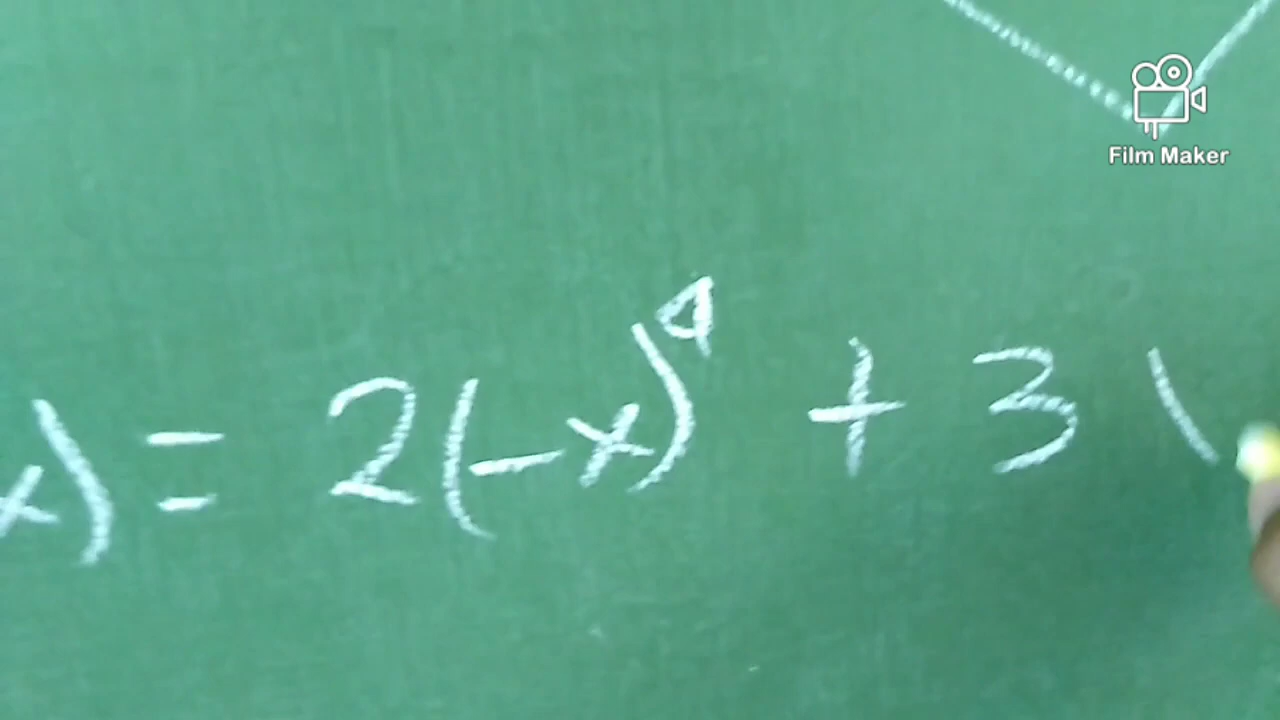 Film Maker
x) = 2(-x)⁴ + 3(